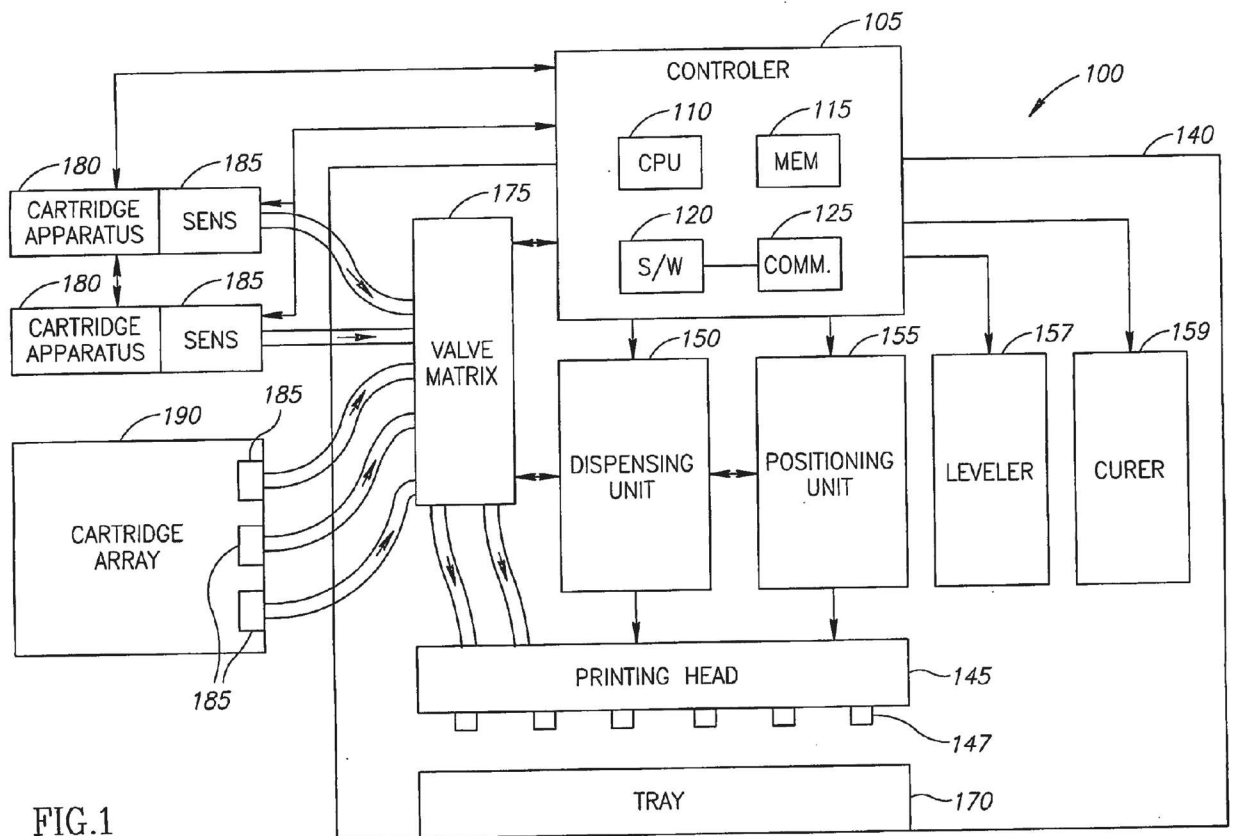 105
CONTROLER
100
110
115
140
CPU
MEM
180
185
175
120
125
CARTRIDGE
APPARATUS
SENS
S/W
COMM.
180
185
CARTRIDGE
APPARATUS
SENS
VALVE
MATRIX
150
155
157
159
190
185
DISPENSING
UNIT
POSITIONING
UNIT
LEVELER
CURER
CARTRIDGE
ARRAY
185
PRINTING HEAD
145
147
TRAY
170
FIG.1